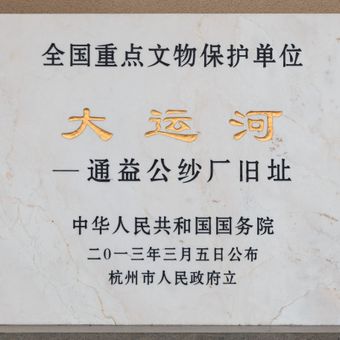 全国重点文物保护单位
大运河
—通益公纱厂旧址
中华人民共和国国务院
二0一三年三月五日公布
杭州市人民政府立